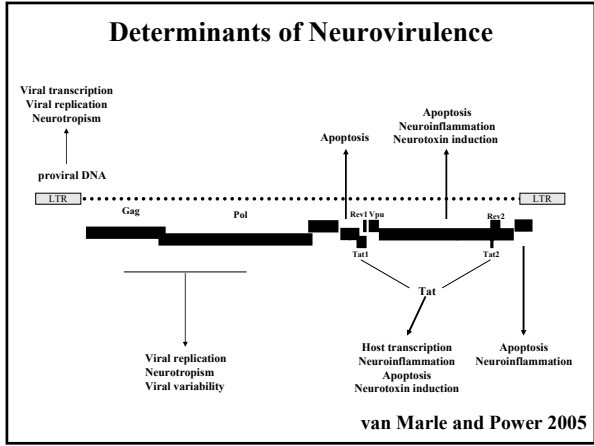 Determinants of Neurovirulence
Viral transcription
Viral replication
Neurotropism
Apoptosis
Apoptosis
Neuroinflammation
Neurotoxin induction
proviral DNA
LTR
LTR
Gag
Pol
Rev1 Vpu
Rev2
Tat1
Tat2
Tat
Viral replication
Neurotropism
Viral variability
Host transcription
Neuroinflammation
Apoptosis
Neurotoxin induction
Apoptosis
Neuroinflammation
van Marle and Power 2005